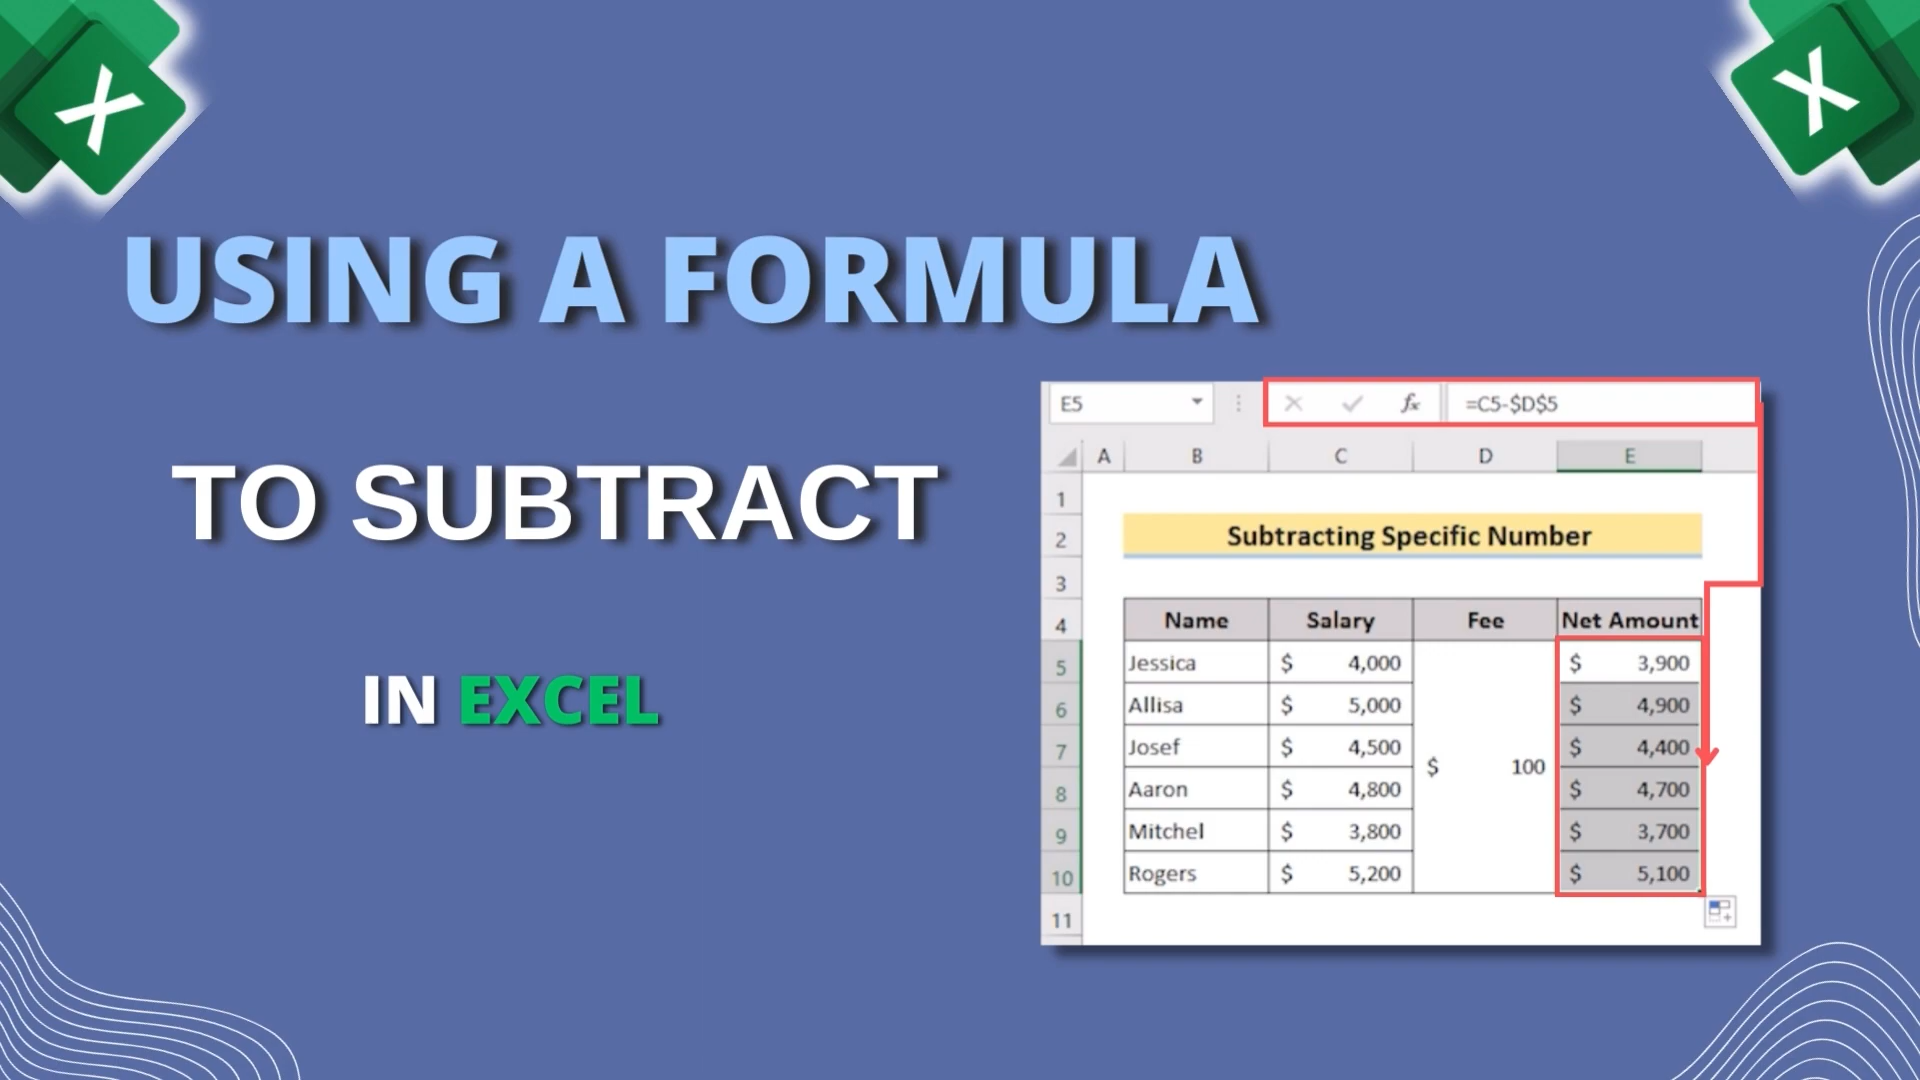 X
X
USING A FORMULA
TO SUBTRACT
IN EXCEL
E5 fx =C5-$D$5
A B C D E
1
2 Subtracting Specific Number
3
4 Name Salary Fee Net Amount
5 Jessica $ 4,000 $ 3,900
6 Allisa $ 5,000 $ 4,900
7 Josef $ 4,500 $ 4,400
$ 100
8 Aaron $ 4,800 $ 4,700
9 Mitchel $ 3,800 $ 3,700
10 Rogers $ 5,200 $ 5,100
11